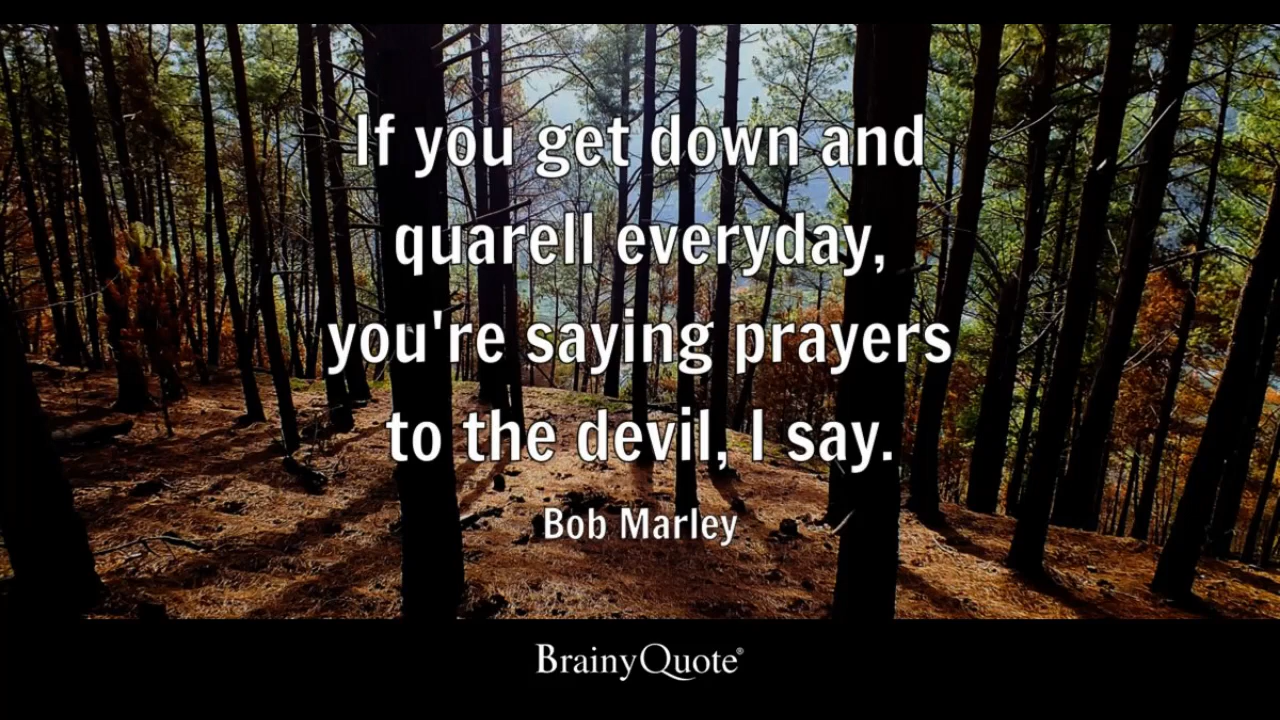 If you get down and
quarell everyday,
you're saying prayers
to the devil, I say.
Bob Marley
BrainyQuote®